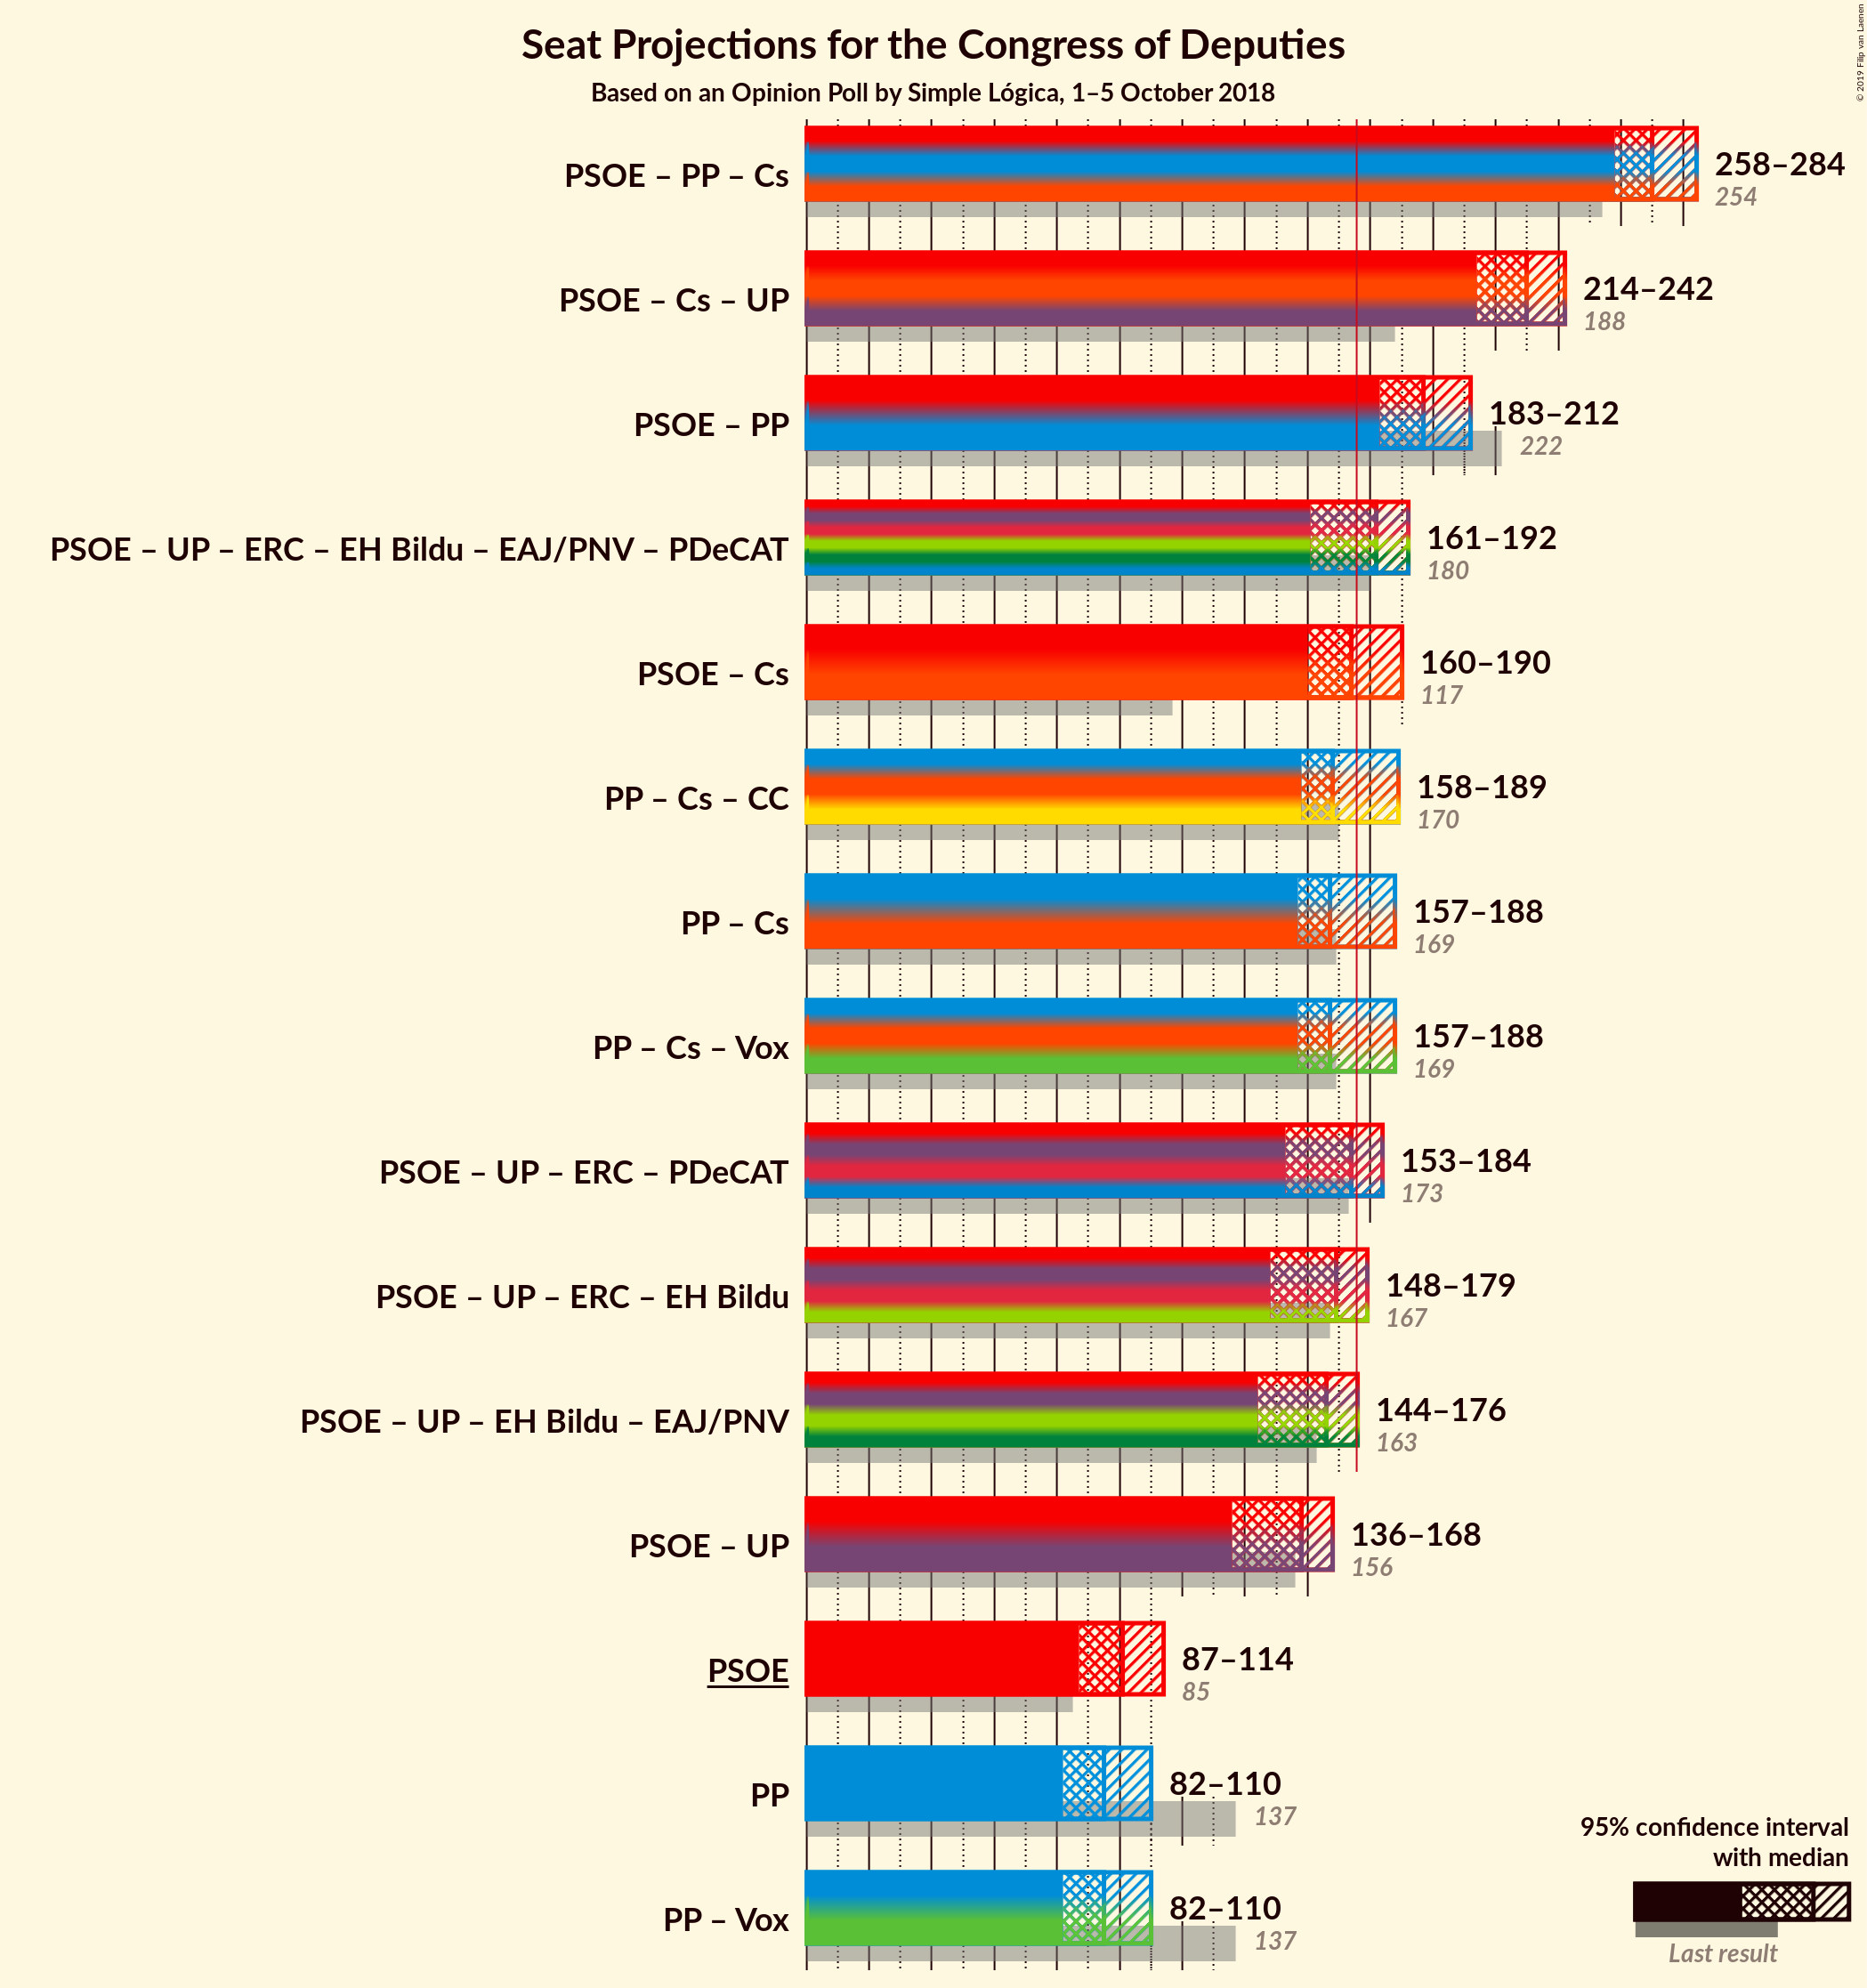 Seat Projections for the Congress of Deputies
Based on an Opinion Poll by Simple Lógica, 1–5 October 2018
© 2019 Filip van Laenen
PSOE – PP – Cs
258–284
254
PSOE – Cs – UP
214–242
188
PSOE – PP
183–212
222
PSOE – UP – ERC – EH Bildu – EAJ/PNV – PDeCAT
161–192
180
PSOE – Cs
160–190
117
PP – Cs – CC
158–189
170
PP – Cs
157–188
169
PP – Cs – Vox
157–188
169
PSOE – UP – ERC – PDeCAT
153–184
173
PSOE – UP – ERC – EH Bildu
148–179
167
PSOE – UP – EH Bildu – EAJ/PNV
144–176
163
PSOE – UP
136–168
156
PSOE
87–114
85
PP
82–110
137
PP – Vox
82–110
137
95% confidence interval
with median
Last result